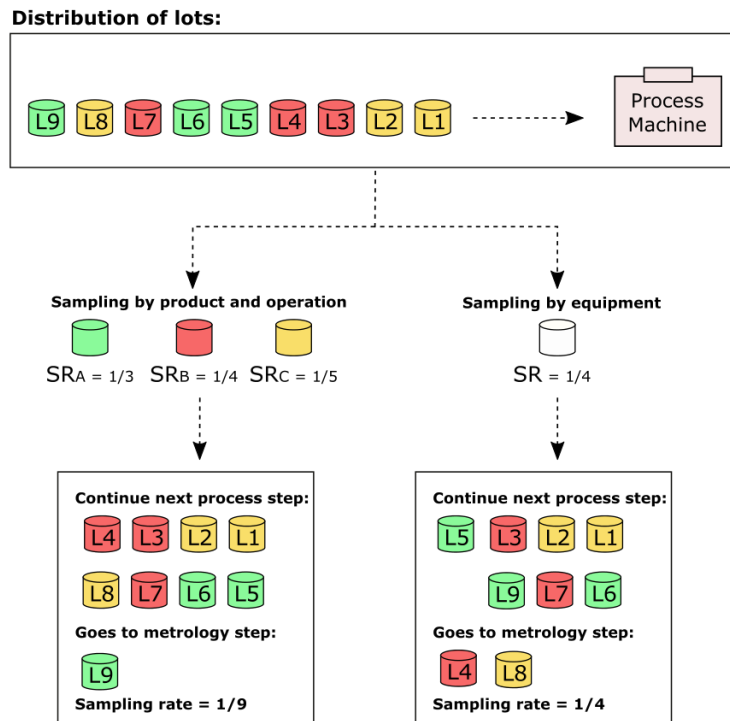 Distribution of lots:
L9 L8 L7 L6 L5 L4 L3 L2 L1
Process
Machine
Sampling by product and operation
SRA = 1/3 SRB = 1/4 SRC = 1/5
Sampling by equipment
SR = 1/4
Continue next process step:
L4 L3 L2 L1
L8 L7 L6 L5
Goes to metrology step:
L9
Sampling rate = 1/9
Continue next process step:
L5 L3 L2 L1
L9 L7 L6
Goes to metrology step:
L4 L8
Sampling rate = 1/4